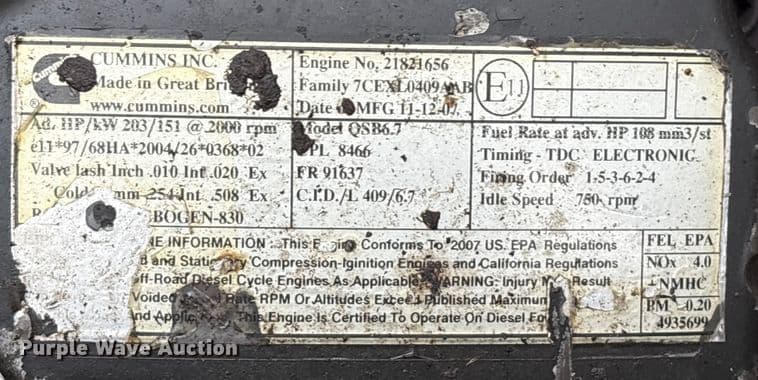 CUMMINS INC.
Made in Great Bri
www.cummins.com
Cummins
®
Engine No. 21821656
Family 7CEXL0409AAB
Date MFG 11-12-07
E11
Ad. HP/kW 203/151 @ 2000 rpm
e11*97/68HA*2004/26*0368*02
Valve lash Inch .010 Int .020 Ex
Cold mm .254 Int .508 Ex
BOGEN-830
Model QSB6.7
CPL 8466
FR 91637
C.I.D./L 409/6.7
Fuel Rate at adv. HP 108 mm3/st
Timing - TDC ELECTRONIC
Firing Order 1-5-3-6-2-4
Idle Speed 750 rpm
NE INFORMATION : This Conforms To 2007 US. EPA Regulations
and Compression-Ignition Engines and California Regulations
ff-Road Diesel Cycle Engines As Applicable. WARNING: Injury Result
Voided Rate RPM Or Altitudes Exceed Published Maximum
nd This Engine is Certified To Operate On Diesel
FEL EPA
NOx 4.0
+NMHC
PM -0.20
4935699
Purple Wave Auction